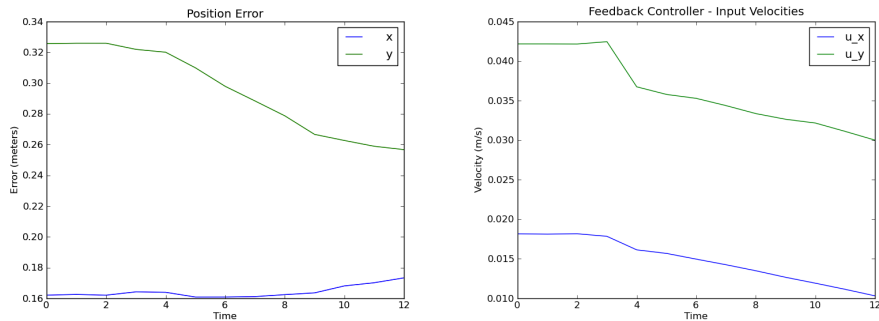 Position Error
0.34
0.32
0.30
0.28
0.26
0.24
0.22
0.20
0.18
0.16
Error (meters)
0 2 4 6 8 10 12
Time
x
y
Feedback Controller - Input Velocities
0.045
0.040
0.035
0.030
0.025
0.020
0.015
0.010
Velocity (m/s)
0 2 4 6 8 10 12
Time
u_x
u_y